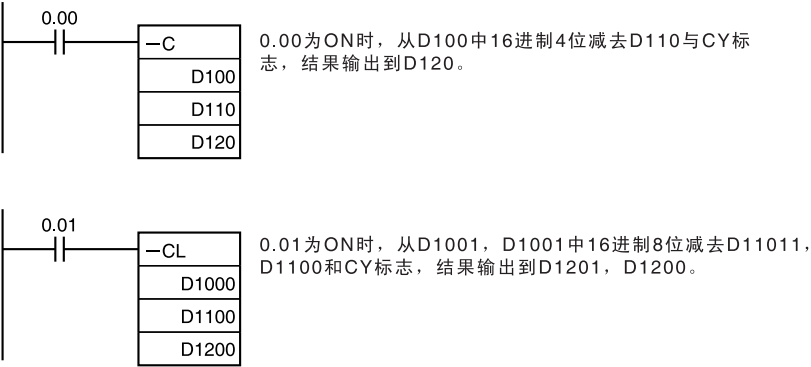 0.00
−C
D100
D110
D120
0.00为ON时，从D100中16进制4位减去D110与CY标
志，结果输出到D120。
0.01
−CL
D1000
D1100
D1200
0.01为ON时，从D1001，D1001中16进制8位减去D11011，
D1100和CY标志，结果输出到D1201，D1200。